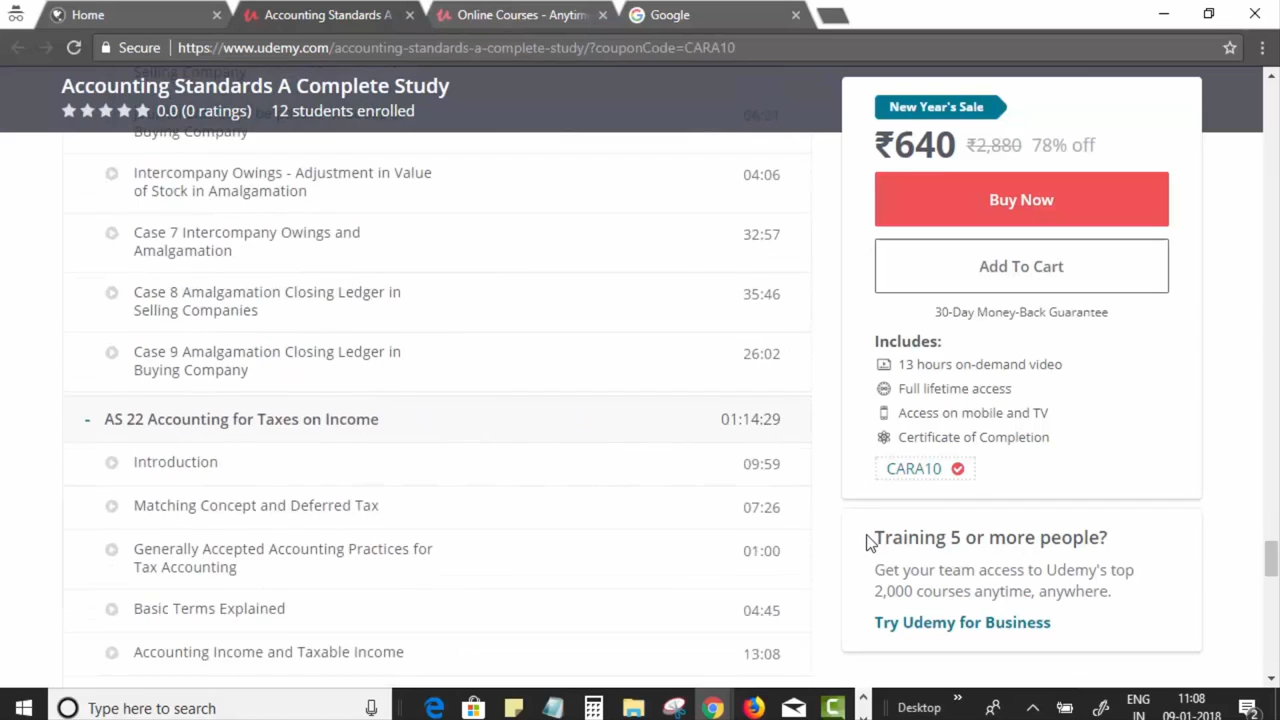 Home
Accounting Standards A
Online Courses - Anytim
Google
Secure
https://www.udemy.com/accounting-standards-a-complete-study/?couponCode=CARA10
Accounting Standards A Complete Study
0.0 (0 ratings) 12 students enrolled
Selling Company
Buying Company
Intercompany Owings - Adjustment in Value
of Stock in Amalgamation
04:06
Case 7 Intercompany Owings and
Amalgamation
32:57
Case 8 Amalgamation Closing Ledger in
Selling Companies
35:46
Case 9 Amalgamation Closing Ledger in
Buying Company
26:02
- AS 22 Accounting for Taxes on Income
01:14:29
Introduction
09:59
Matching Concept and Deferred Tax
07:26
Generally Accepted Accounting Practices for
Tax Accounting
01:00
Basic Terms Explained
04:45
Accounting Income and Taxable Income
13:08
New Year's Sale
₹640 ₹2,880 78% off
Buy Now
Add To Cart
30-Day Money-Back Guarantee
Includes:
13 hours on-demand video
Full lifetime access
Access on mobile and TV
Certificate of Completion
CARA10
Training 5 or more people?
Get your team access to Udemy's top
2,000 courses anytime, anywhere.
Try Udemy for Business
Type here to search
Desktop
ENG
IN
11:08
09-01-2018
2